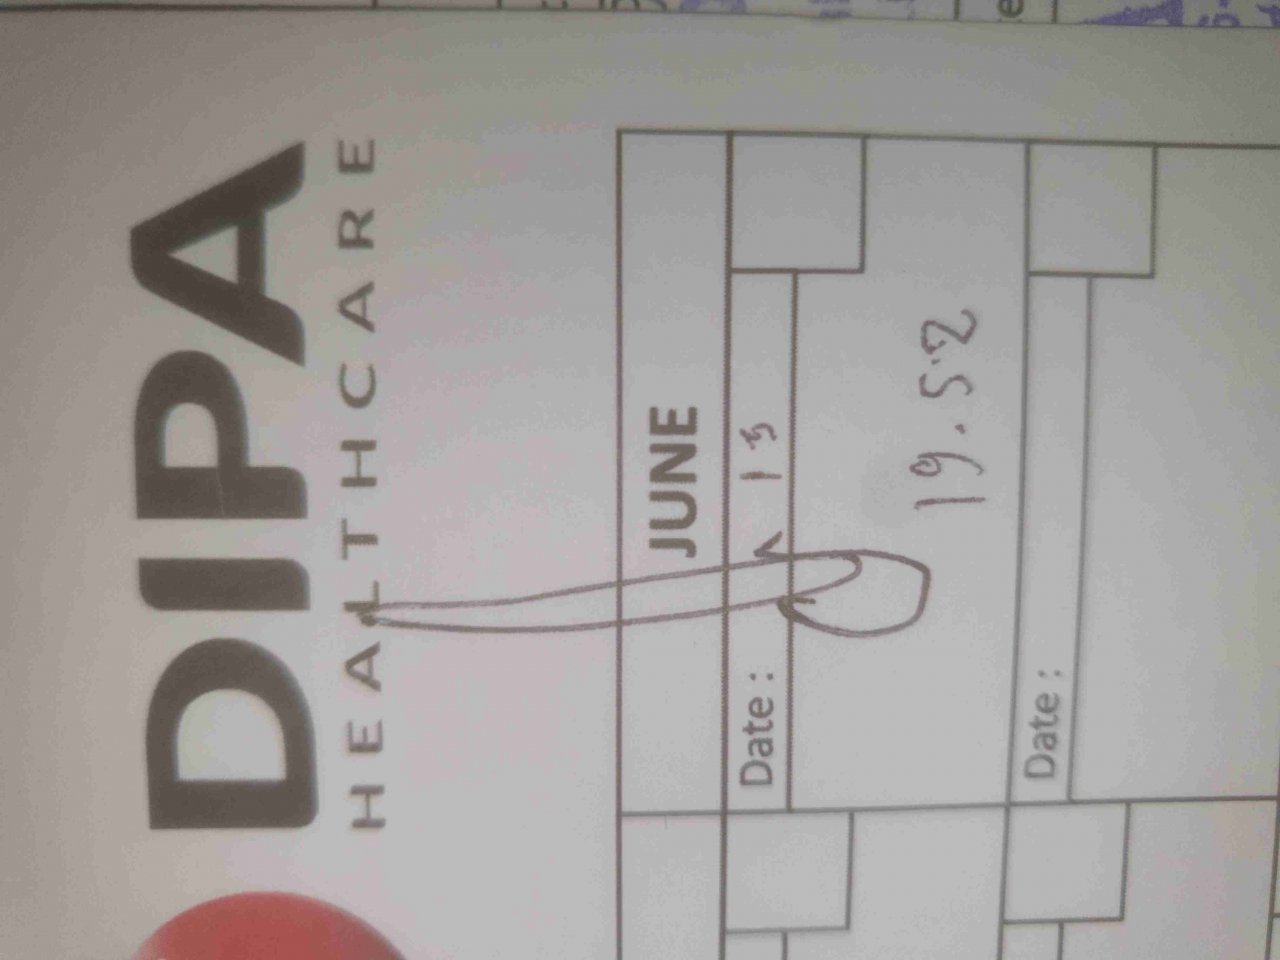 DIPA
HEALTHCARE
JUNE
Date : 13
19.52
Date :